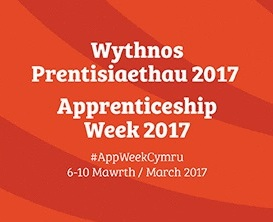 Wythnos
Prentisiaethau 2017
Apprenticeship
Week 2017
#AppWeekCymru
6-10 Mawrth / March 2017